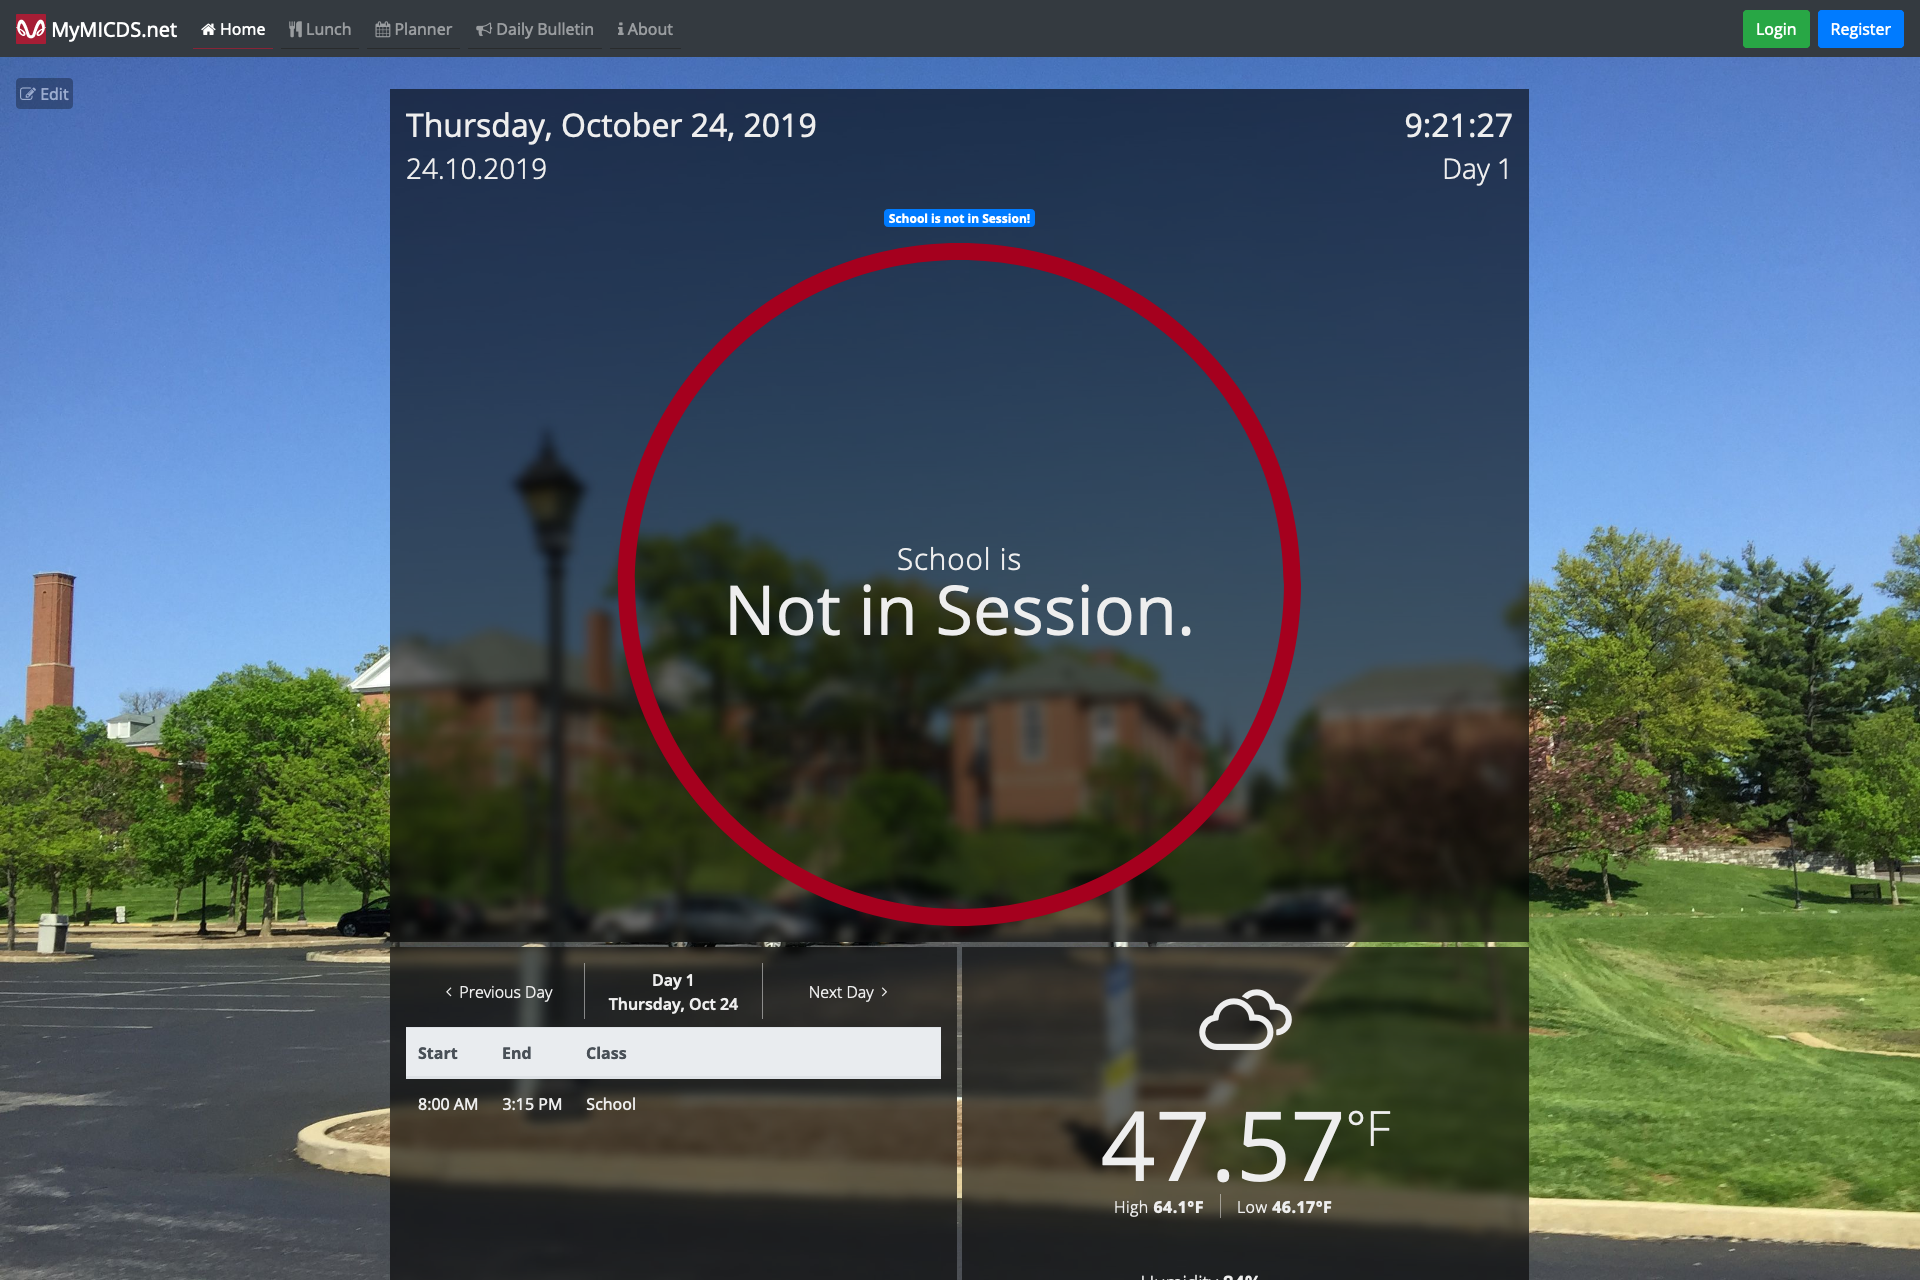 MyMICDS.net Home Lunch Planner Daily Bulletin About Login Register
Edit
Thursday, October 24, 2019 9:21:27
24.10.2019 Day 1
School is not in Session!
School is
Not in Session.
Previous Day Day 1 Next Day
Thursday, Oct 24
Start End Class
8:00 AM 3:15 PM School
47.57°F
High 64.1°F Low 46.17°F
Humidity 84%